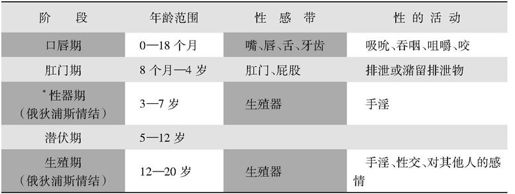 阶 段 年龄范围 性 感 带 性 的 活 动
口唇期 0—18 个月 嘴、唇、舌、牙齿 吸吮、吞咽、咀嚼、咬
肛门期 8 个月—4 岁 肛门、屁股 排泄或潴留排泄物
*性器期
(俄狄浦斯情结) 3—7 岁 生殖器 手淫
潜伏期 5—12 岁
生殖期
(俄狄浦斯情结) 12—20 岁 生殖器 手淫、性交、对其他人的感
情